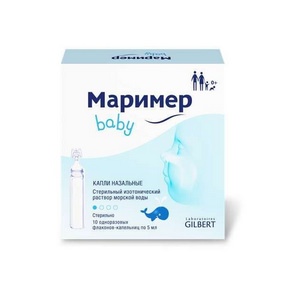 0+
Маример
baby
КАПЛИ НАЗАЛЬНЫЕ
Стерильный изотонический
раствор морской воды
Стерильно
10 одноразовых
флаконов-капельниц по 5 мл
Laboratoires
GILBERT